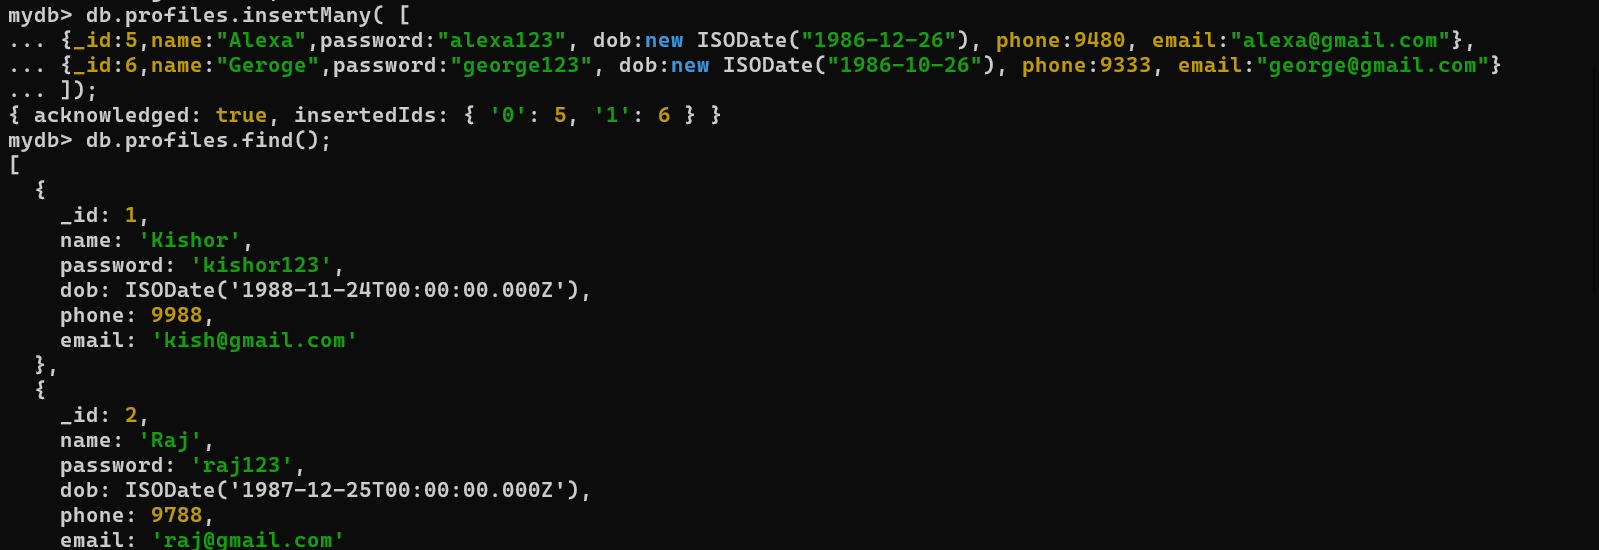 mydb> db.profiles.insertMany( [
... {_id:5,name:"Alexa",password:"alexa123", dob:new ISODate("1986-12-26"), phone:9480, email:"alexa@gmail.com"},
... {_id:6,name:"Geroge",password:"george123", dob:new ISODate("1986-10-26"), phone:9333, email:"george@gmail.com"}
... ]);
{ acknowledged: true, insertedIds: { '0': 5, '1': 6 } }
mydb> db.profiles.find();
[
  {
    _id: 1,
    name: 'Kishor',
    password: 'kishor123',
    dob: ISODate('1988-11-24T00:00:00.000Z'),
    phone: 9988,
    email: 'kish@gmail.com'
  },
  {
    _id: 2,
    name: 'Raj',
    password: 'raj123',
    dob: ISODate('1987-12-25T00:00:00.000Z'),
    phone: 9788,
    email: 'raj@gmail.com'